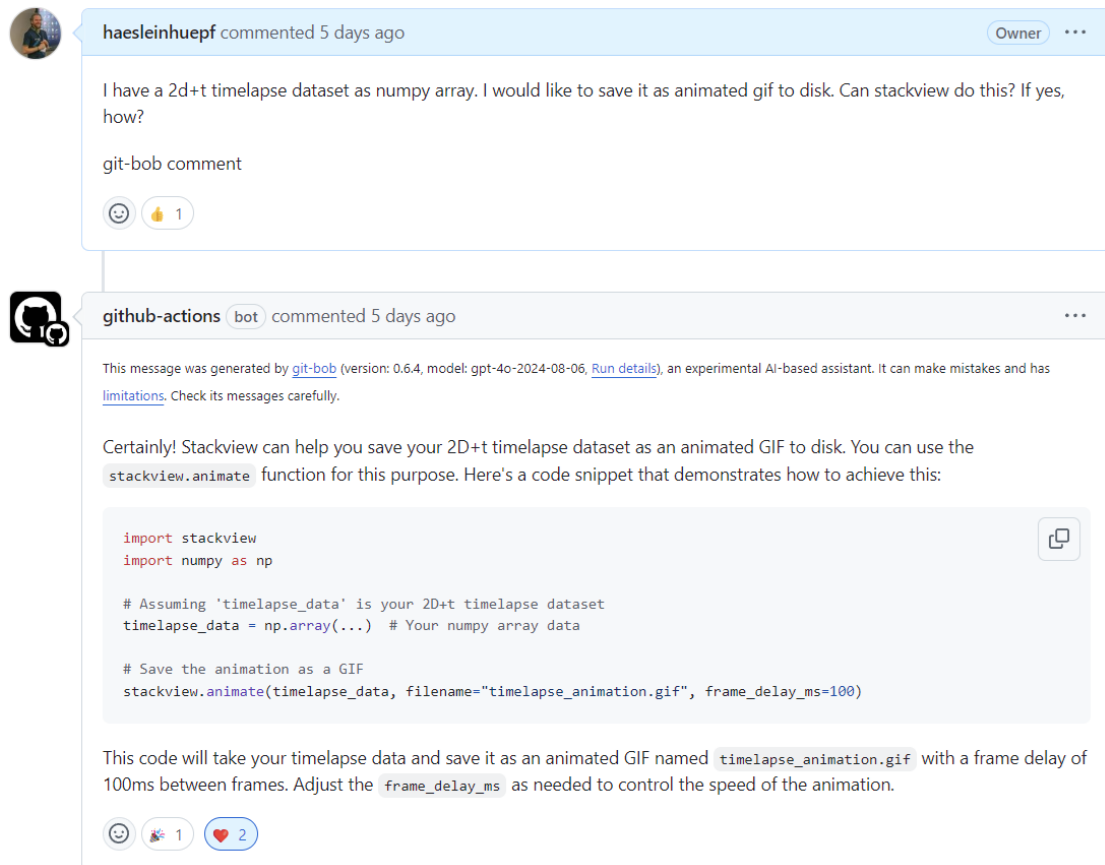 haesleinhuepf commented 5 days ago
Owner
I have a 2d+t timelapse dataset as numpy array. I would like to save it as animated gif to disk. Can stackview do this? If yes,
how?
git-bob comment
1
github-actions bot commented 5 days ago
This message was generated by git-bob (version: 0.6.4, model: gpt-4o-2024-08-06, Run details), an experimental AI-based assistant. It can make mistakes and has
limitations. Check its messages carefully.
Certainly! Stackview can help you save your 2D+t timelapse dataset as an animated GIF to disk. You can use the
stackview.animate function for this purpose. Here's a code snippet that demonstrates how to achieve this:
import stackview
import numpy as np
# Assuming 'timelapse_data' is your 2D+t timelapse dataset
timelapse_data = np.array(...)  # Your numpy array data
# Save the animation as a GIF
stackview.animate(timelapse_data, filename="timelapse_animation.gif", frame_delay_ms=100)
This code will take your timelapse data and save it as an animated GIF named timelapse_animation.gif with a frame delay of
100ms between frames. Adjust the frame_delay_ms as needed to control the speed of the animation.
1 2